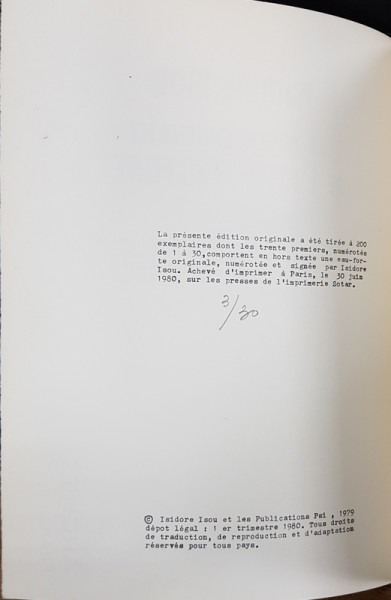 La présente édition originale a été tirée à 200
exemplaires dont les trente premiers, numérotés
de 1 à 30,comportent en hors texte une eau-for-
te originale, numérotée et signée par Isidore
Isou. Achevé d'imprimer à Paris, le 30 juin
1980, sur les presses de l'imprimerie Sotar.
3/30
© Isidore Isou et les Publications Psi , 1979
dépot légal : 1 er trimestre 1980. Tous droits
de traduction, de reproduction et d'adaptation
réservés pour tous pays.